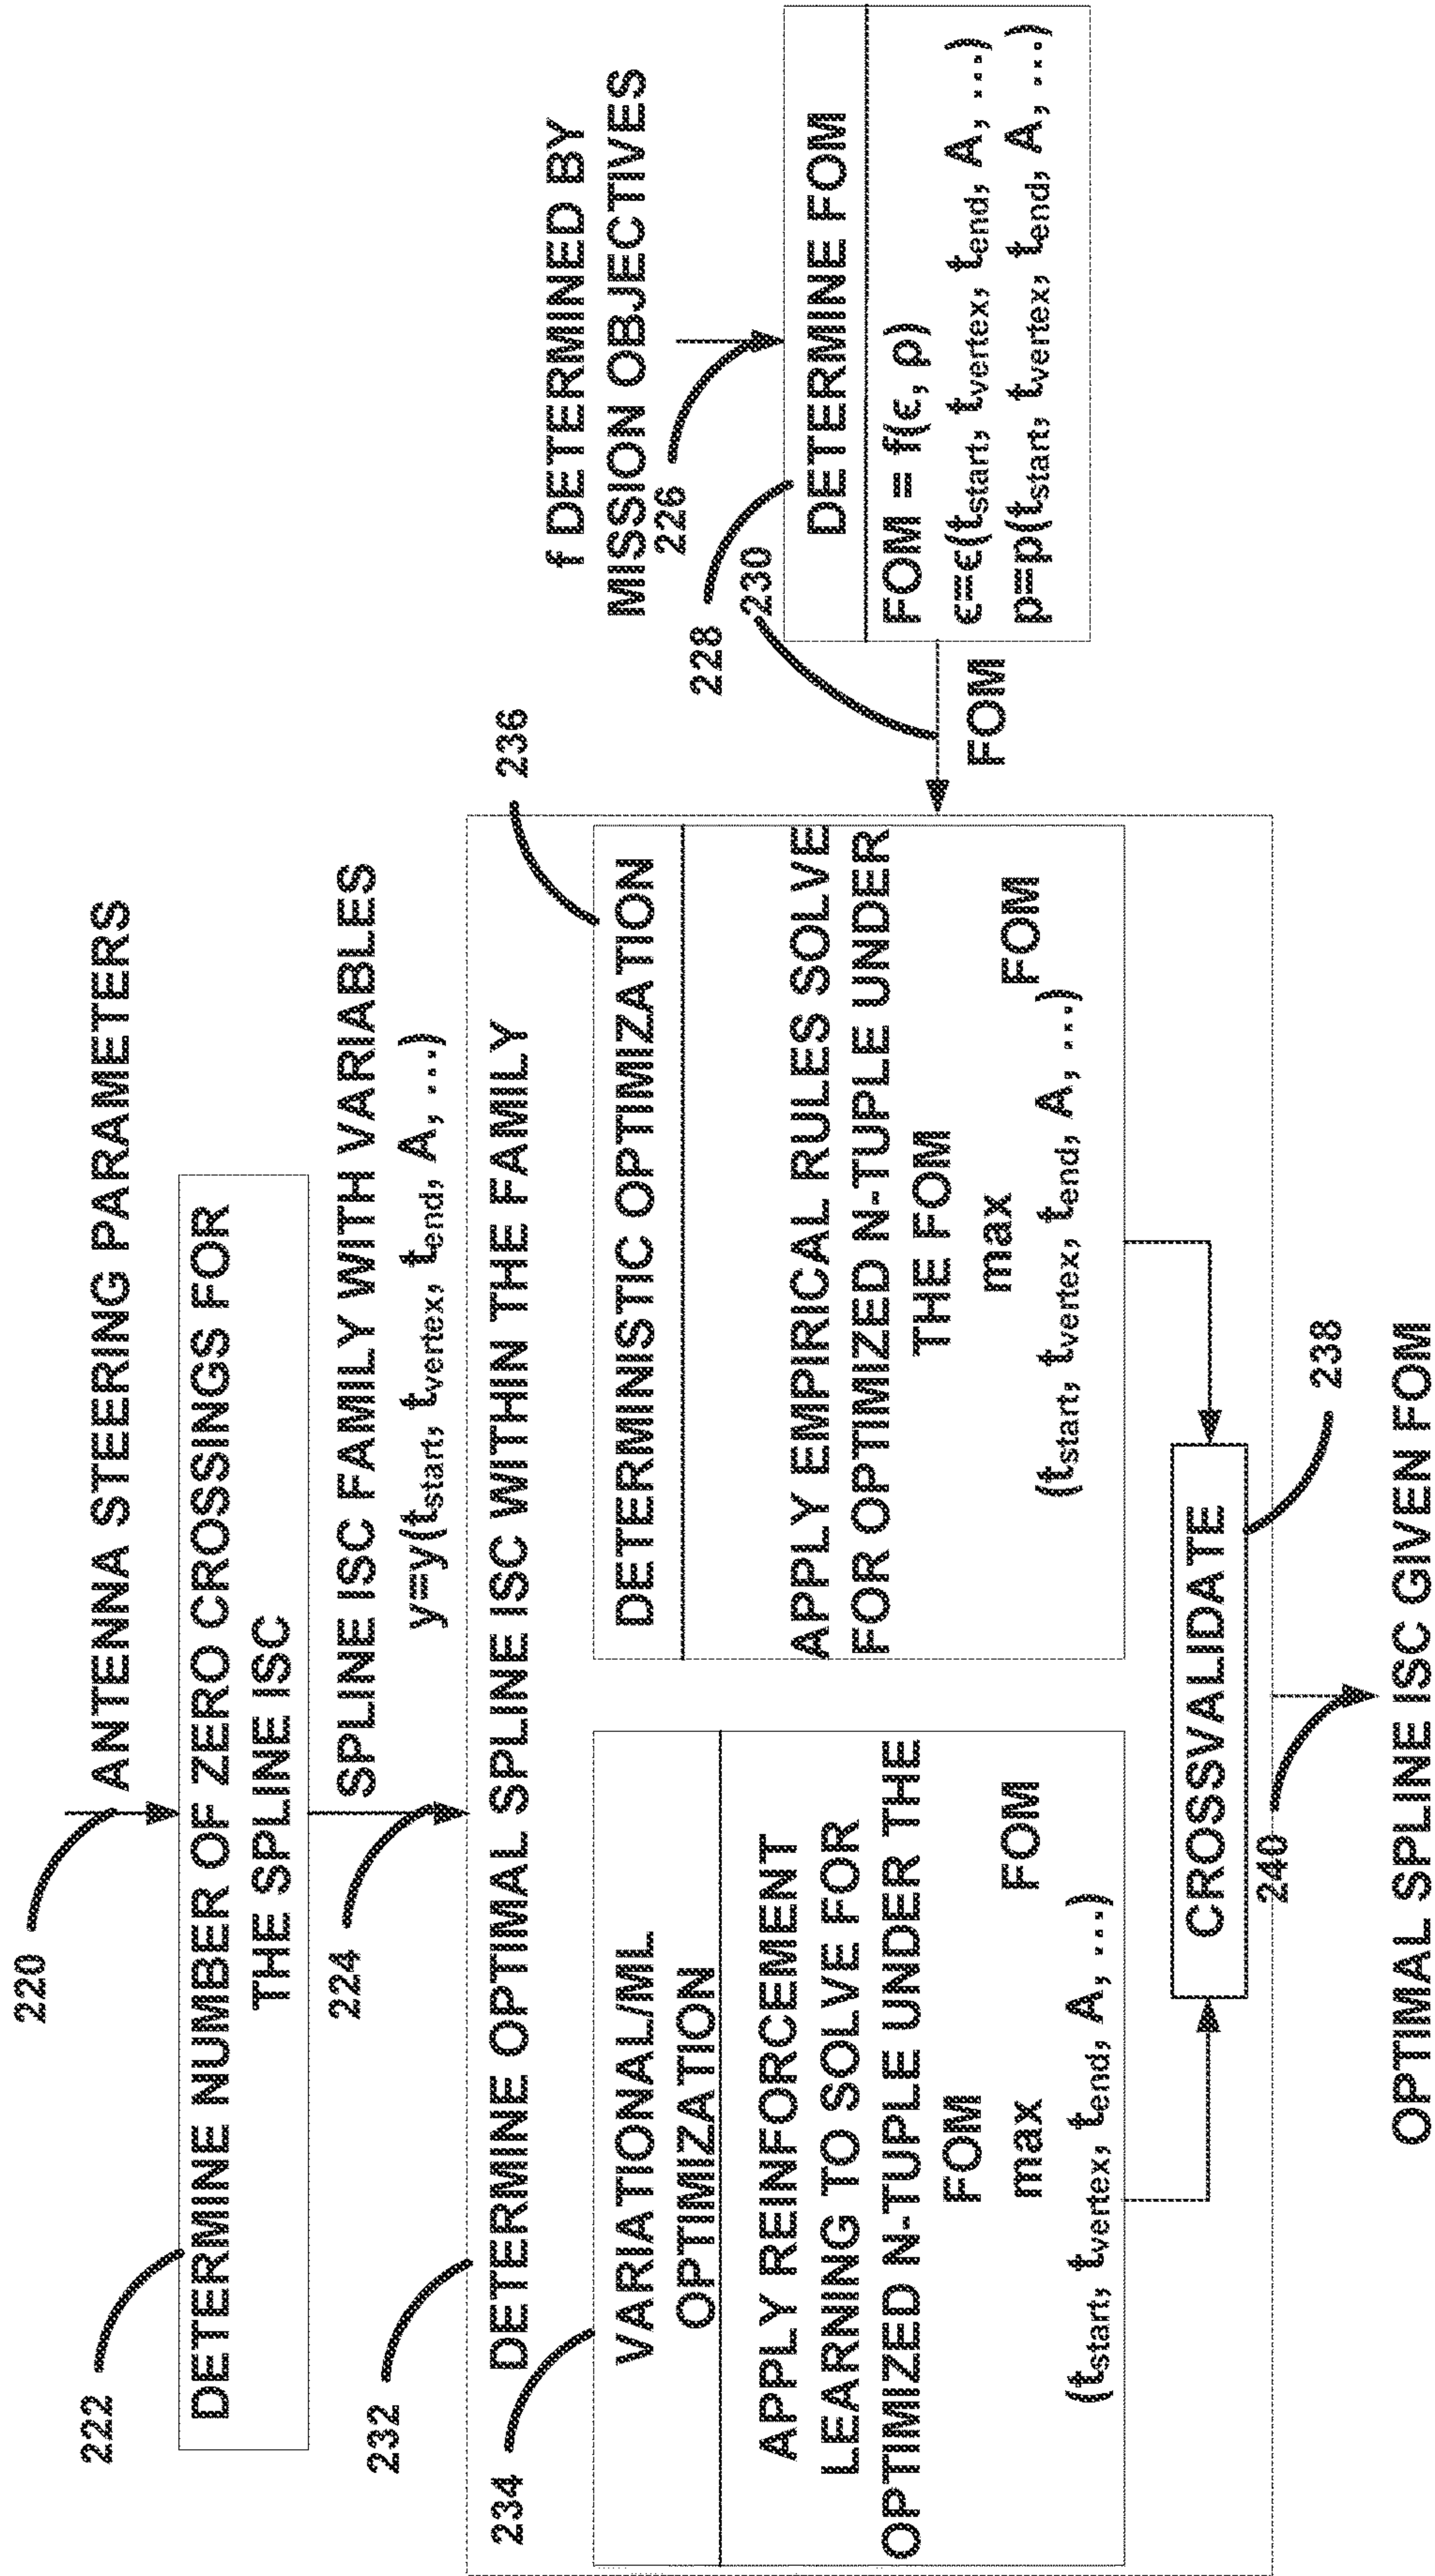 220
ANTENNA STEERING PARAMETERS
222
DETERMINE NUMBER OF ZERO CROSSINGS FOR
THE SPLINE ISC
224
SPLINE ISC FAMILY WITH VARIABLES
y=y(tstart, tvertex, tend, A, ...)
f DETERMINED BY
MISSION OBJECTIVES
226
228
DETERMINE FOM
FOM = f(ϵ, ρ)
ϵ=ϵ(tstart, tvertex, tend, A, ...)
ρ=ρ(tstart, tvertex, tend, A, ...)
230
FOM
232
DETERMINE OPTIMAL SPLINE ISC WITHIN THE FAMILY
234
VARIATIONAL/ML
OPTIMIZATION
APPLY REINFORCEMENT
LEARNING TO SOLVE FOR
OPTIMIZED N-TUPLE UNDER THE
FOM
max FOM
(tstart, tvertex, tend, A, ...)
236
DETERMINISTIC OPTIMIZATION
APPLY EMPIRICAL RULES SOLVE
FOR OPTIMIZED N-TUPLE UNDER
THE FOM
max FOM
(tstart, tvertex, tend, A, ...)
CROSSVALIDATE
238
240
OPTIMAL SPLINE ISC GIVEN FOM